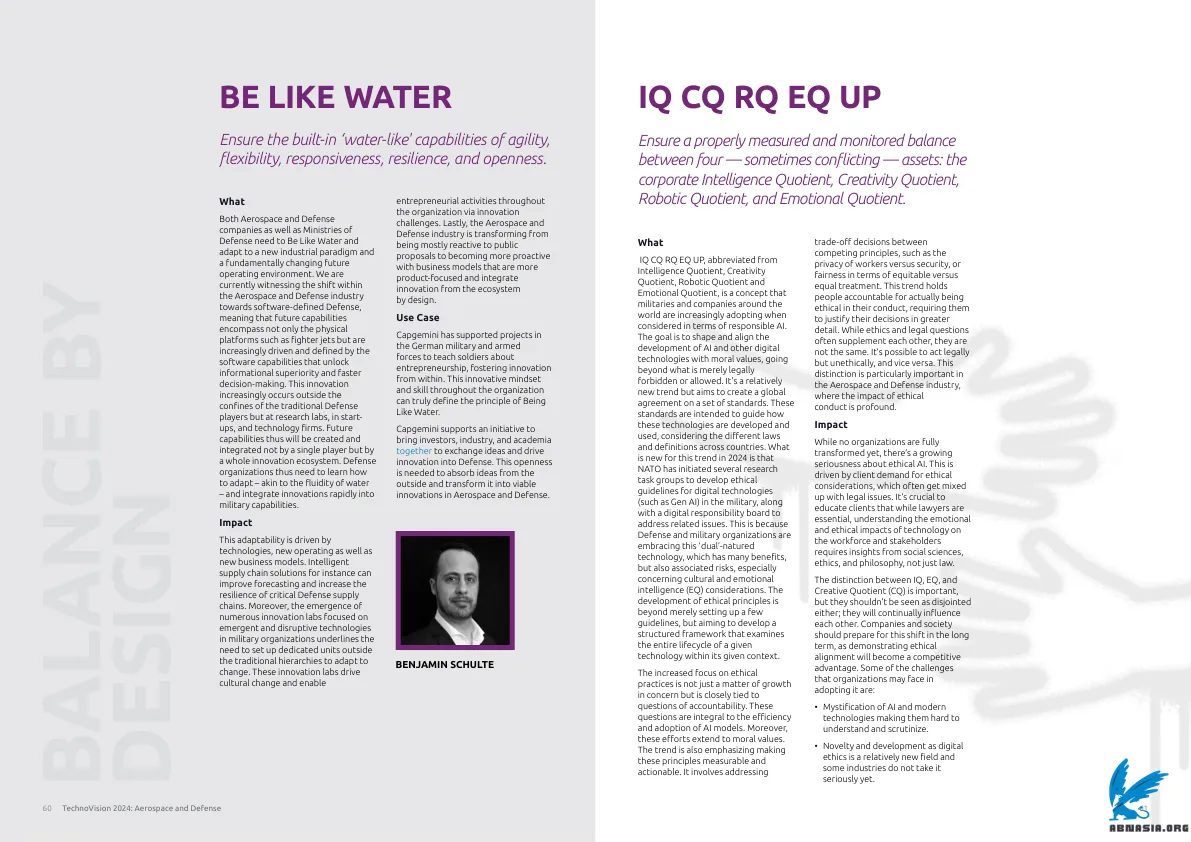 BALANCE BY
DESIGN
BE LIKE WATER
Ensure the built-in ‘water-like’ capabilities of agility,
flexibility, responsiveness, resilience, and openness.
What
Both Aerospace and Defense
companies as well as Ministries of
Defense need to Be Like Water and
adapt to a new industrial paradigm and
a fundamentally changing future
operating environment. We are
currently witnessing the shift within
the Aerospace and Defense industry
towards software-defined Defense,
meaning that future capabilities
encompass not only the physical
platforms such as fighter jets but are
increasingly driven and defined by the
software capabilities that unlock
informational superiority and faster
decision-making. This innovation
increasingly occurs outside the
confines of the traditional Defense
players but at research labs, in start-
ups, and technology firms. Future
capabilities thus will be created and
integrated not by a single player but by
a whole innovation ecosystem. Defense
organizations thus need to learn how
to adapt – akin to the fluidity of water
– and integrate innovations rapidly into
military capabilities.
Impact
This adaptability is driven by
technologies, new operating as well as
new business models. Intelligent
supply chain solutions for instance can
improve forecasting and increase the
resilience of critical Defense supply
chains. Moreover, the emergence of
numerous innovation labs focused on
emergent and disruptive technologies
in military organizations underlines the
need to set up dedicated units outside
the traditional hierarchies to adapt to
change. These innovation labs drive
cultural change and enable
entrepreneurial activities throughout
the organization via innovation
challenges. Lastly, the Aerospace and
Defense industry is transforming from
being mostly reactive to public
proposals to becoming more proactive
with business models that are more
product-focused and integrate
innovation from the ecosystem
by design.
Use Case
Capgemini has supported projects in
the German military and armed
forces to teach soldiers about
entrepreneurship, fostering innovation
from within. This innovative mindset
and skill throughout the organization
can truly define the principle of Being
Like Water.
Capgemini supports an initiative to
bring investors, industry, and academia
together to exchange ideas and drive
innovation into Defense. This openness
is needed to absorb ideas from the
outside and transform it into viable
innovations in Aerospace and Defense.
BENJAMIN SCHULTE
60 TechnoVision 2024: Aerospace and Defense
IQ CQ RQ EQ UP
Ensure a properly measured and monitored balance
between four — sometimes conflicting — assets: the
corporate Intelligence Quotient, Creativity Quotient,
Robotic Quotient, and Emotional Quotient.
What
IQ CQ RQ EQ UP, abbreviated from
Intelligence Quotient, Creativity
Quotient, Robotic Quotient and
Emotional Quotient, is a concept that
militaries and companies around the
world are increasingly adopting when
considered in terms of responsible AI.
The goal is to shape and align the
development of AI and other digital
technologies with moral values, going
beyond what is merely legally
forbidden or allowed. It’s a relatively
new trend but aims to create a global
agreement on a set of standards. These
standards are intended to guide how
these technologies are developed and
used, considering the different laws
and definitions across countries. What
is new for this trend in 2024 is that
NATO has initiated several research
task groups to develop ethical
guidelines for digital technologies
(such as Gen AI) in the military, along
with a digital responsibility board to
address related issues. This is because
Defense and military organizations are
embracing this ‘dual’-natured
technology, which has many benefits,
but also associated risks, especially
concerning cultural and emotional
intelligence (EQ) considerations. The
development of ethical principles is
beyond merely setting up a few
guidelines, but aiming to develop a
structured framework that examines
the entire lifecycle of a given
technology within its given context.
The increased focus on ethical
practices is not just a matter of growth
in concern but is closely tied to
questions of accountability. These
questions are integral to the efficiency
and adoption of AI models. Moreover,
these efforts extend to moral values.
The trend is also emphasizing making
these principles measurable and
actionable. It involves addressing
trade-off decisions between
competing principles, such as the
privacy of workers versus security, or
fairness in terms of equitable versus
equal treatment. This trend holds
people accountable for actually being
ethical in their conduct, requiring them
to justify their decisions in greater
detail. While ethics and legal questions
often supplement each other, they are
not the same. It’s possible to act legally
but unethically, and vice versa. This
distinction is particularly important in
the Aerospace and Defense industry,
where the impact of ethical
conduct is profound.
Impact
While no organizations are fully
transformed yet, there’s a growing
seriousness about ethical AI. This is
driven by client demand for ethical
considerations, which often get mixed
up with legal issues. It’s crucial to
educate clients that while lawyers are
essential, understanding the emotional
and ethical impacts of technology on
the workforce and stakeholders
requires insights from social sciences,
ethics, and philosophy, not just law.
The distinction between IQ, EQ, and
Creative Quotient (CQ) is important,
but they shouldn’t be seen as disjointed
either; they will continually influence
each other. Companies and society
should prepare for this shift in the long
term, as demonstrating ethical
alignment will become a competitive
advantage. Some of the challenges
that organizations may face in
adopting it are:
• Mystification of AI and modern
technologies making them hard to
understand and scrutinize.
• Novelty and development as digital
ethics is a relatively new field and
some industries do not take it
seriously yet.
ABNASIA.ORG